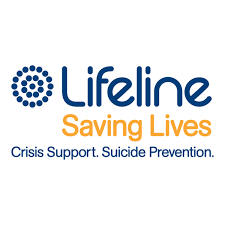 Lifeline
Saving Lives
Crisis Support. Suicide Prevention.